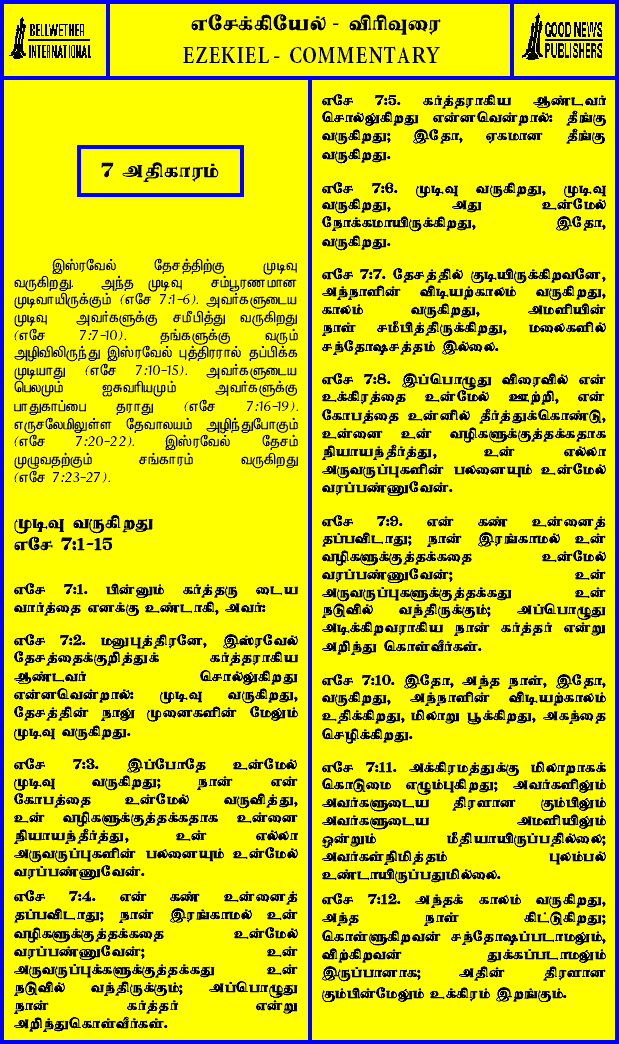 BELLWETHER
INTERNATIONAL
எசேக்கியேல் - விரிவுரை
EZEKIEL - COMMENTARY
GOOD NEWS
PUBLISHERS
7 அதிகாரம்
இஸ்ரவேல் தேசத்திற்கு முடிவு
வருகிறது. அந்த முடிவு சம்பூரணமான
முடிவாயிருக்கும் (எசே 7:1-6). அவர்களுடைய
முடிவு அவர்களுக்கு சமீபித்து வருகிறது
(எசே 7:7-10). தங்களுக்கு வரும்
அழிவிலிருந்து இஸ்ரவேல் புத்திரரால் தப்பிக்க
முடியாது (எசே 7:10-15). அவர்களுடைய
பெலமும் ஐசுவரியமும் அவர்களுக்கு
பாதுகாப்பை தராது (எசே 7:16-19).
எருசலேமிலுள்ள தேவாலயம் அழிந்துபோகும்
(எசே 7:20-22). இஸ்ரவேல் தேசம்
முழுவதற்கும் சங்காரம் வருகிறது
(எசே 7:23-27).
முடிவு வருகிறது
எசே 7:1-15
எசே 7:1. பின்னும் கர்த்தரு டைய
வார்த்தை எனக்கு உண்டாகி, அவர்:
எசே 7:2. மனுபுத்திரனே, இஸ்ரவேல்
தேசத்தைக்குறித்துக் கர்த்தராகிய
ஆண்டவர் சொல்லுகிறது
என்னவென்றால்: முடிவு வருகிறது,
தேசத்தின் நாலு முனைகளின் மேலும்
முடிவு வருகிறது.
எசே 7:3. இப்போதே உன்மேல்
முடிவு வருகிறது; நான் என்
கோபத்தை உன்மேல் வருவித்து,
உன் வழிகளுக்குத்தக்கதாக உன்னை
நியாயந்தீர்த்து, உன் எல்லா
அருவருப்புகளின் பலனையும் உன்மேல்
வரப்பண்ணுவேன்.
எசே 7:4. என் கண் உன்னைத்
தப்பவிடாது; நான் இரங்காமல் உன்
வழிகளுக்குத்தக்கதை உன்மேல்
வரப்பண்ணுவேன்; உன்
அருவருப்புக்களுக்குத்தக்கது உன்
நடுவில் வந்திருக்கும்; அப்பொழுது
நான் கர்த்தர் என்று
அறிந்துகொள்வீர்கள்.
எசே 7:5. கர்த்தராகிய ஆண்டவர்
சொல்லுகிறது என்னவென்றால்: தீங்கு
வருகிறது; இதோ, ஏகமான தீங்கு
வருகிறது.
எசே 7:6. முடிவு வருகிறது, முடிவு
வருகிறது, அது உன்மேல்
நோக்கமாயிருக்கிறது, இதோ,
வருகிறது.
எசே 7:7. தேசத்தில் குடியிருக்கிறவனே,
அந்நாளின் விடியற்காலம் வருகிறது,
காலம் வருகிறது, அமளியின்
நாள் சமீபித்திருக்கிறது, மலைகளில்
சந்தோஷசத்தம் இல்லை.
எசே 7:8. இப்பொழுது விரைவில் என்
உக்கிரத்தை உன்மேல் ஊற்றி, என்
கோபத்தை உன்னில் தீர்த்துக்கொண்டு,
உன்னை உன் வழிகளுக்குத்தக்கதாக
நியாயந்தீர்த்து, உன் எல்லா
அருவருப்புகளின் பலனையும் உன்மேல்
வரப்பண்ணுவேன்.
எசே 7:9. என் கண் உன்னைத்
தப்பவிடாது; நான் இரங்காமல் உன்
வழிகளுக்குத்தக்கதை உன்மேல்
வரப்பண்ணுவேன்; உன்
அருவருப்புகளுக்குத்தக்கது உன்
நடுவில் வந்திருக்கும்; அப்பொழுது
அடிக்கிறவராகிய நான் கர்த்தர் என்று
அறிந்து கொள்வீர்கள்.
எசே 7:10. இதோ, அந்த நாள், இதோ,
வருகிறது, அந்நாளின் விடியற்காலம்
உதிக்கிறது, மிலாறு பூக்கிறது, அகந்தை
செழிக்கிறது.
எசே 7:11. அக்கிரமத்துக்கு மிலாறாகக்
கொடுமை எழும்புகிறது; அவர்களிலும்
அவர்களுடைய திரளான கும்பிலும்
அவர்களுடைய அமளியிலும்
ஒன்றும் மீதியாயிருப்பதில்லை;
அவர்கள்நிமித்தம் புலம்பல்
உண்டாயிருப்பதுமில்லை.
எசே 7:12. அந்தக் காலம் வருகிறது,
அந்த நாள் கிட்டுகிறது;
கொள்ளுகிறவன் சந்தோஷப்படாமலும்,
விற்கிறவன் துக்கப்படாமலும்
இருப்பானாக; அதின் திரளான
கும்பின்மேலும் உக்கிரம் இறங்கும்.